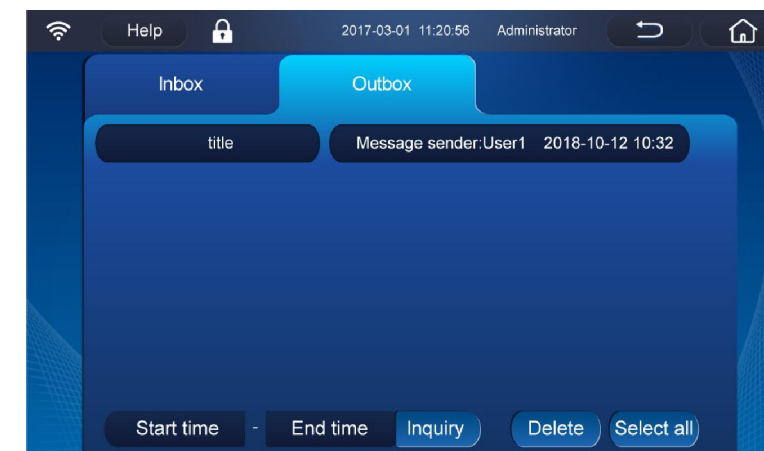 Help 2017-03-01 11:20:56 Administrator
Inbox Outbox
title Message sender:User1 2018-10-12 10:32
Start time - End time Inquiry Delete Select all